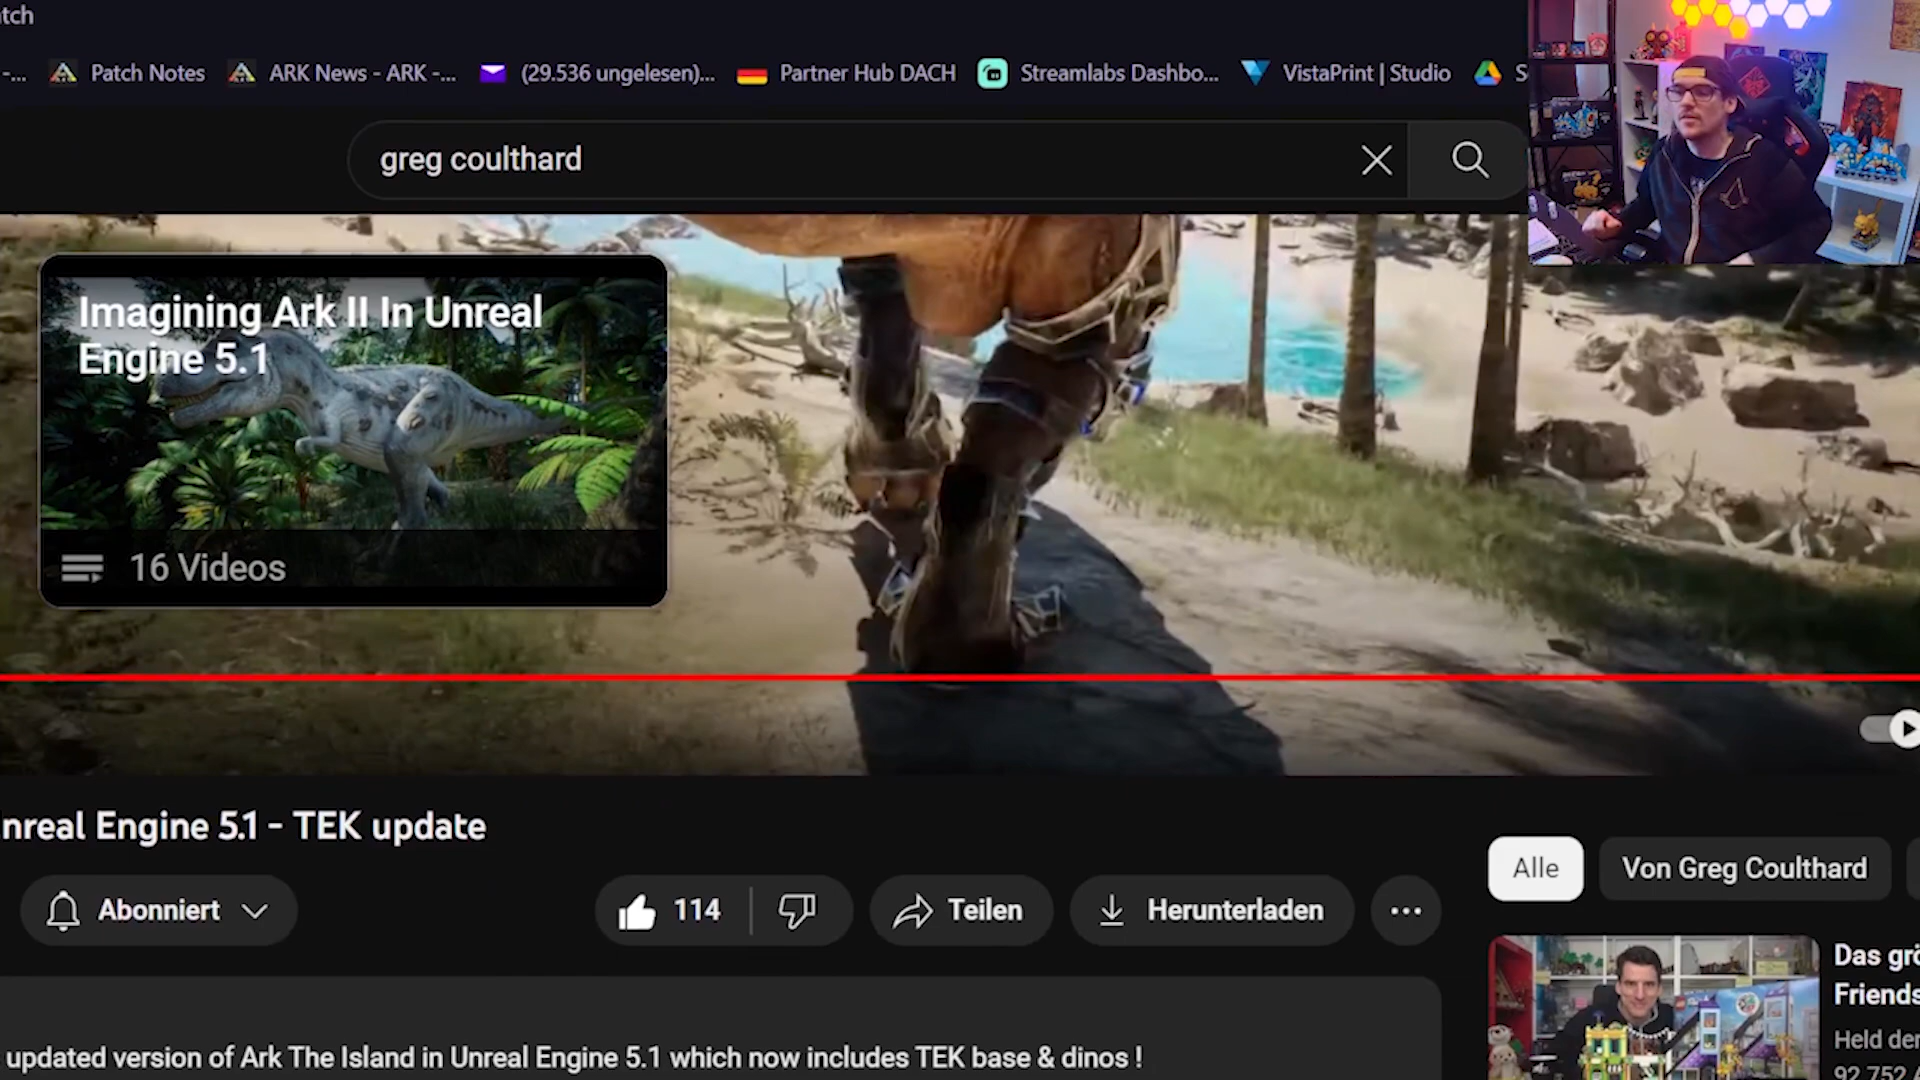 tch
-... Patch Notes ARK News - ARK -... (29.536 ungelesen)... Partner Hub DACH Streamlabs Dashbo... VistaPrint | Studio S
greg coulthard
Imagining Ark II In Unreal
Engine 5.1
16 Videos
nreal Engine 5.1 - TEK update
Abonniert
114
Teilen
Herunterladen
Alle
Von Greg Coulthard
Das grö
Friends
Held der
92.752
updated version of Ark The Island in Unreal Engine 5.1 which now includes TEK base & dinos !